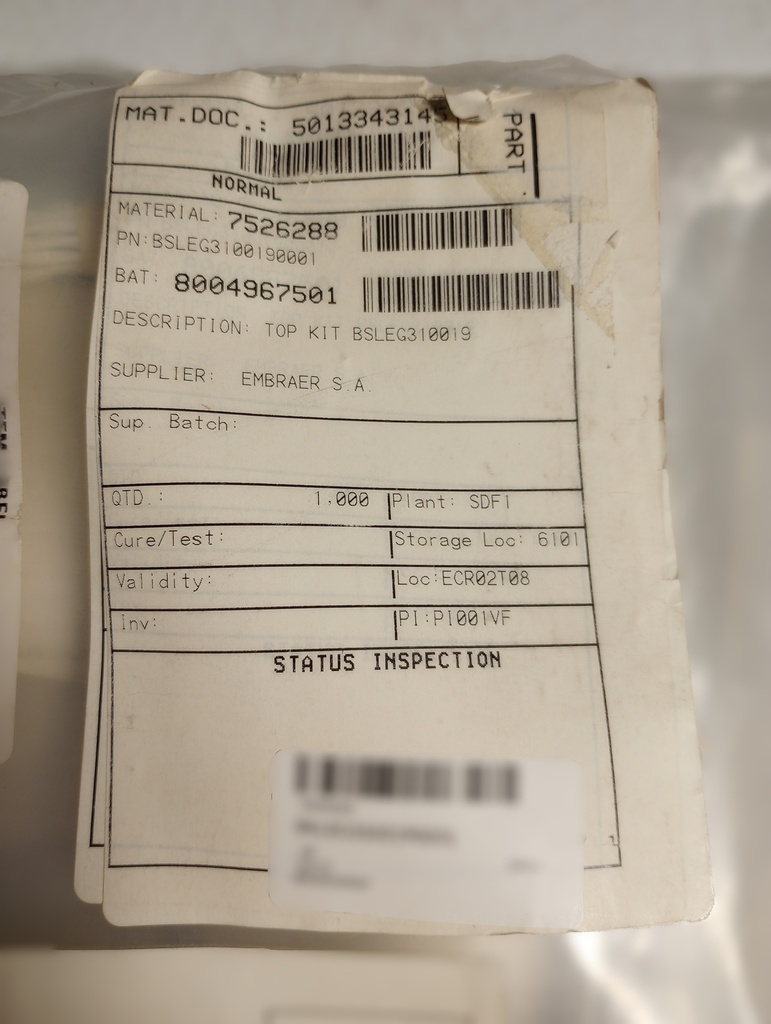 MAT.DOC.: 5013343145
PART
NORMAL
MATERIAL: 7526288
PN:BSLEG3100190001
BAT: 8004967501
DESCRIPTION: TOP KIT BSLEG310019
SUPPLIER: EMBRAER S.A.
Sup. Batch:
QTD.: 1,000 Plant: SDF1
Cure/Test: Storage Loc: 6101
Validity: Loc:ECR02T08
Inv: PI:PI001VF
STATUS INSPECTION